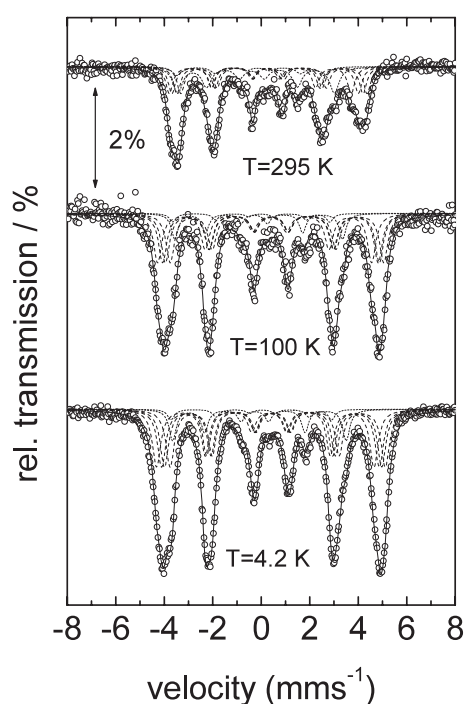 2%
T=295 K
T=100 K
T=4.2 K
rel. transmission / %
-8 -6 -4 -2 0 2 4 6 8
velocity (mms⁻¹)